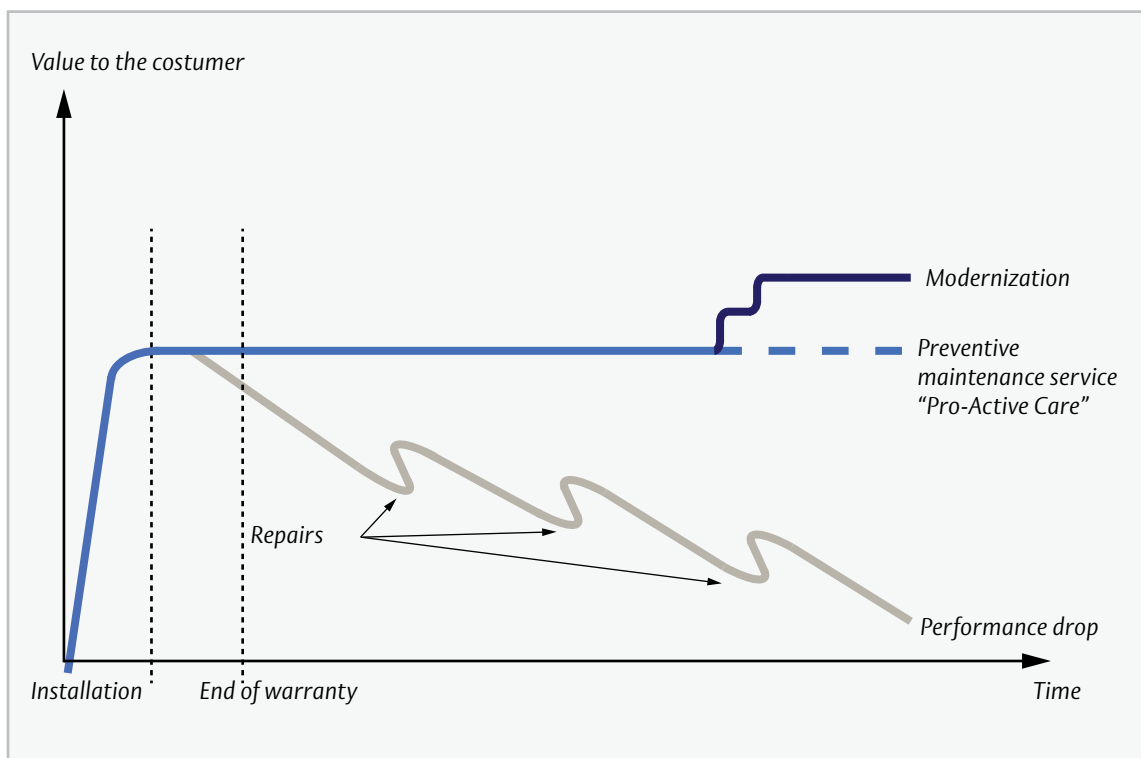 Value to the costumer
Modernization
Preventive
maintenance service
“Pro-Active Care”
Repairs
Performance drop
Installation
End of warranty
Time